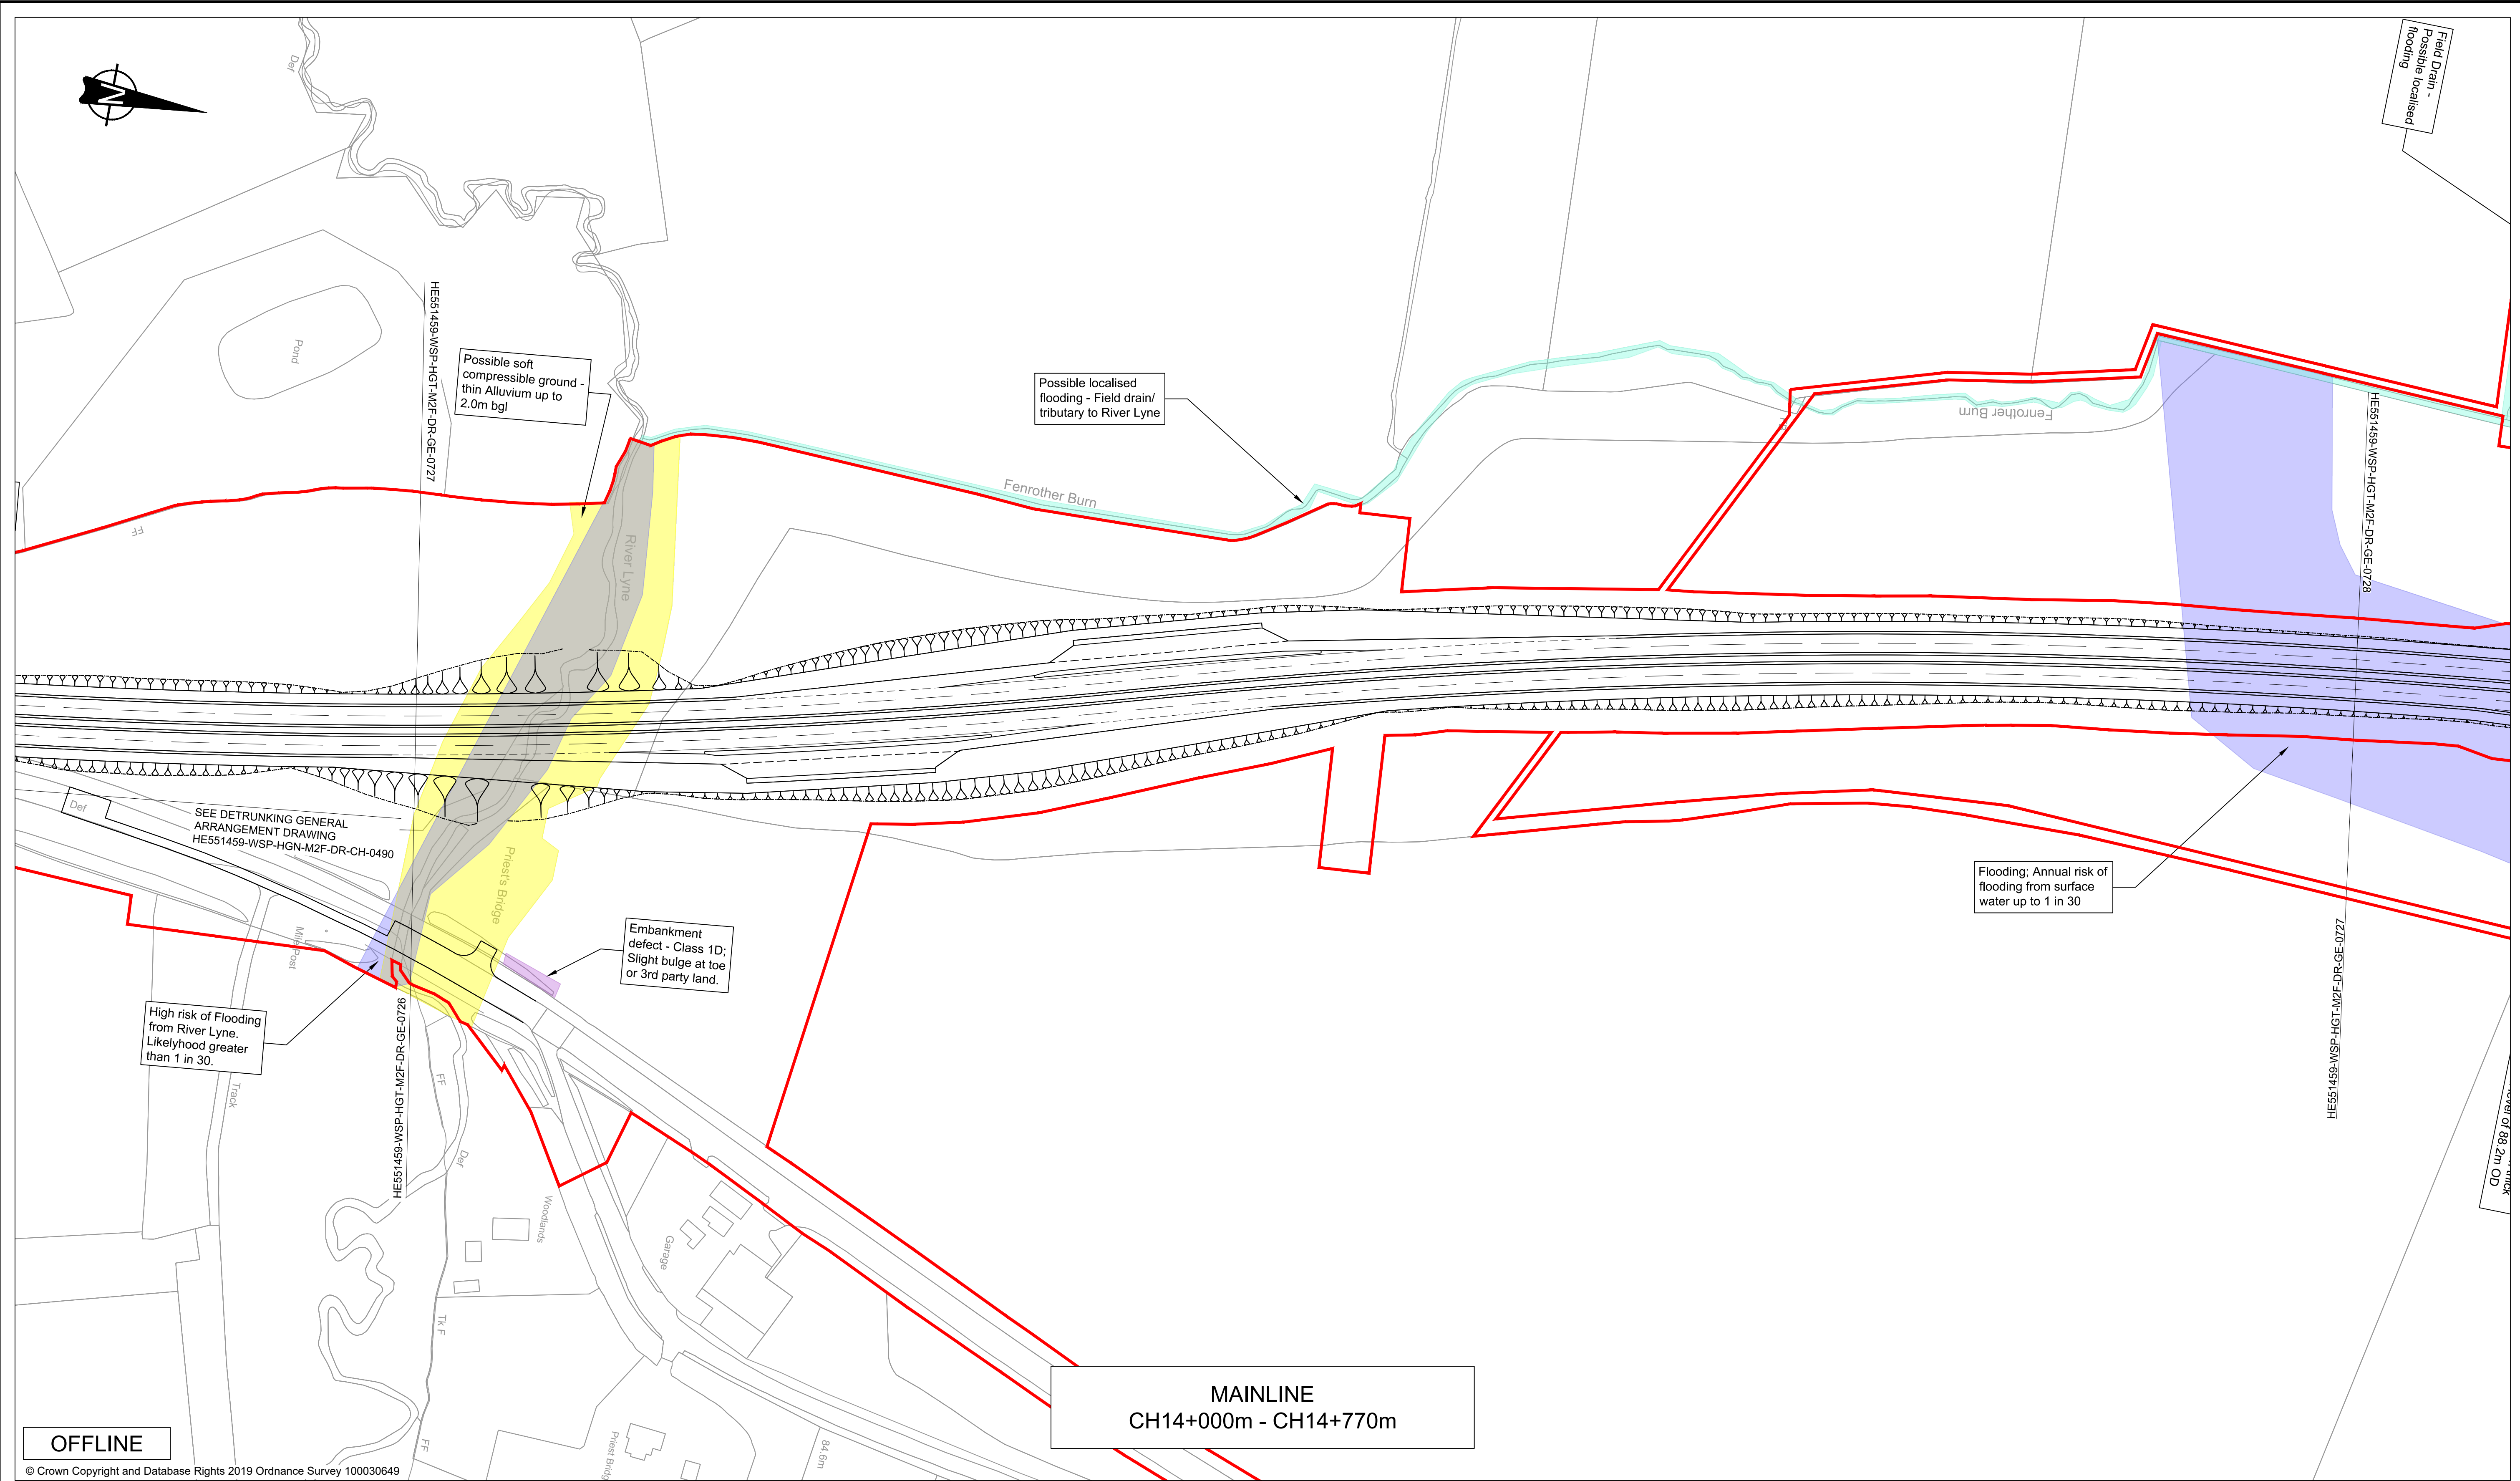 N
Def
Field Drain -
Possible localised
flooding
Pond
HE551459-WSP-HGT-M2F-DR-GE-0727
Possible soft
compressible ground -
thin Alluvium up to
2.0m bgl
Possible localised
flooding - Field drain/
tributary to River Lyne
Fenrother Burn
HE551459-WSP-HGT-M2F-DR-GE-0728
Fenrother Burn
FF
River Lyne
Def
SEE DETRUNKING GENERAL
ARRANGEMENT DRAWING
HE551459-WSP-HGN-M2F-DR-CH-0490
Priest's Bridge
Flooding; Annual risk of
flooding from surface
water up to 1 in 30
Mile Post
Embankment
defect - Class 1D;
Slight bulge at toe
or 3rd party land.
High risk of Flooding
from River Lyne.
Likelyhood greater
than 1 in 30.
HE551459-WSP-HGT-M2F-DR-GE-0726
HE551459-WSP-HGT-M2F-DR-GE-0727
Track
FF
Def
of 88.2m OD
Woodlands
Garage
Tk F
MAINLINE
CH14+000m - CH14+770m
OFFLINE
FF
Priest Bridg
84.6m
© Crown Copyright and Database Rights 2019 Ordnance Survey 100030649